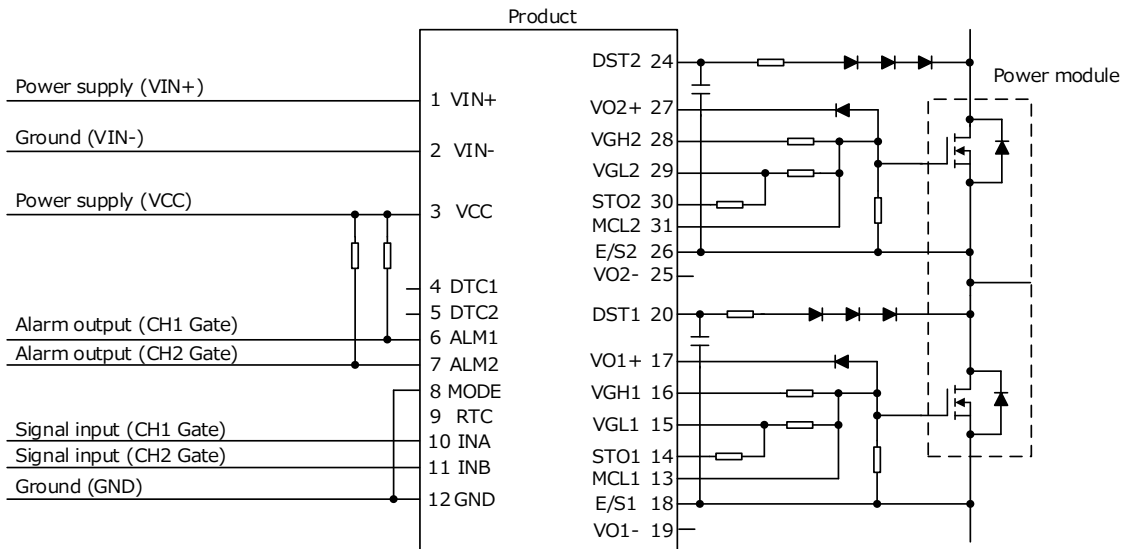 Product
Power supply (VIN+)
Ground (VIN-)
Power supply (VCC)
Alarm output (CH1 Gate)
Alarm output (CH2 Gate)
Signal input (CH1 Gate)
Signal input (CH2 Gate)
Ground (GND)
1 VIN+
2 VIN-
3 VCC
4 DTC1
5 DTC2
6 ALM1
7 ALM2
8 MODE
9 RTC
10 INA
11 INB
12 GND
DST2 24
VO2+ 27
VGH2 28
VGL2 29
STO2 30
MCL2 31
E/S2 26
VO2- 25
DST1 20
VO1+ 17
VGH1 16
VGL1 15
STO1 14
MCL1 13
E/S1 18
VO1- 19
Power module